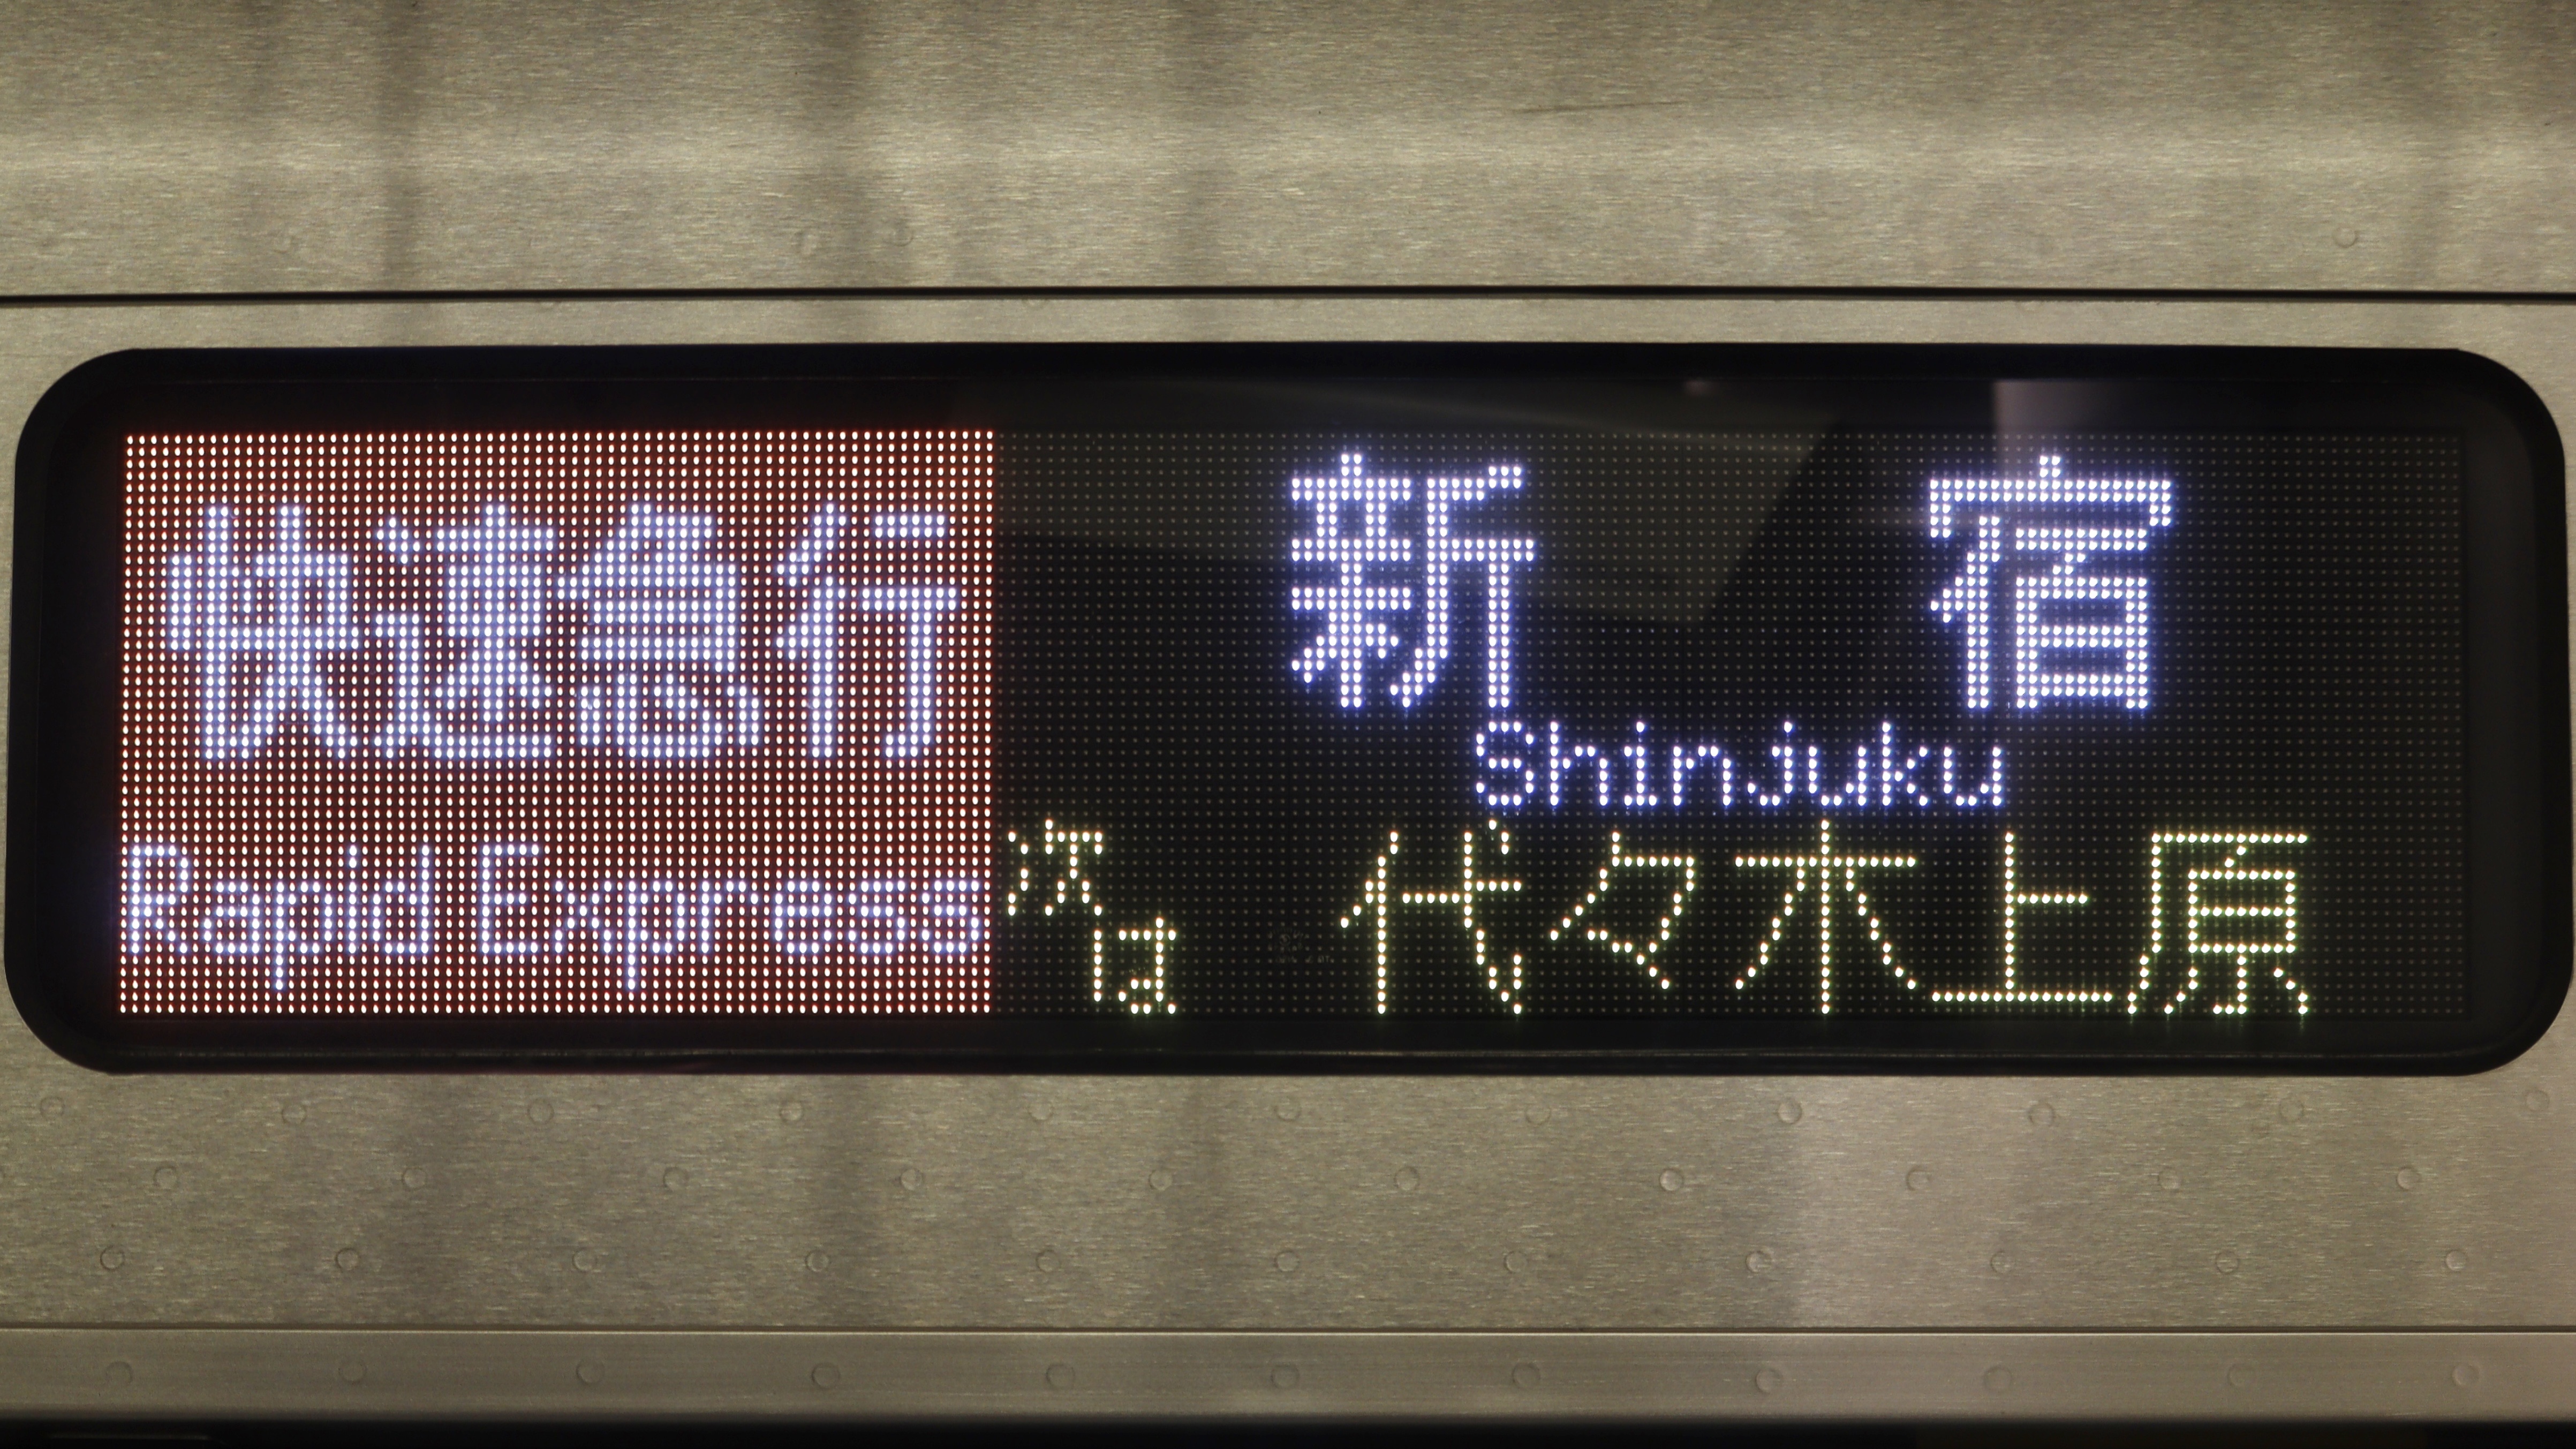 快速急行
Rapid Express
新宿
Shinjuku
次は 代々木上原